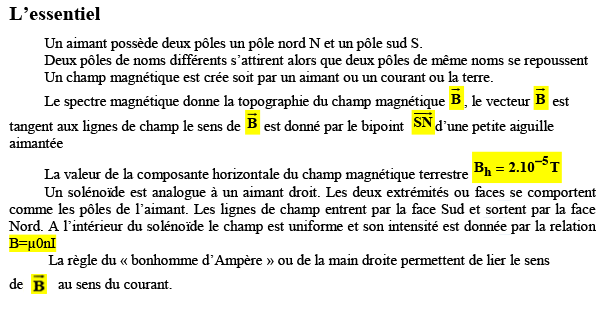 L’essentiel
Un aimant possède deux pôles un pôle nord N et un pôle sud S.
Deux pôles de noms différents s’attirent alors que deux pôles de même noms se repoussent
Un champ magnétique est crée soit par un aimant ou un courant ou la terre.
Le spectre magnétique donne la topographie du champ magnétique B⃗ , le vecteur B⃗ est
tangent aux lignes de champ le sens de B⃗ est donné par le bipoint S⃗N⃗ d’une petite aiguille
aimantée
La valeur de la composante horizontale du champ magnétique terrestre Bₕ = 2.10⁻⁵T
Un solénoïde est analogue à un aimant droit. Les deux extrémités ou faces se comportent
comme les pôles de l’aimant. Les lignes de champ entrent par la face Sud et sortent par la face
Nord. A l’intérieur du solénoïde le champ est uniforme et son intensité est donnée par la relation
B=µ0nI
La règle du « bonhomme d’Ampère » ou de la main droite permettent de lier le sens
de B⃗ au sens du courant.